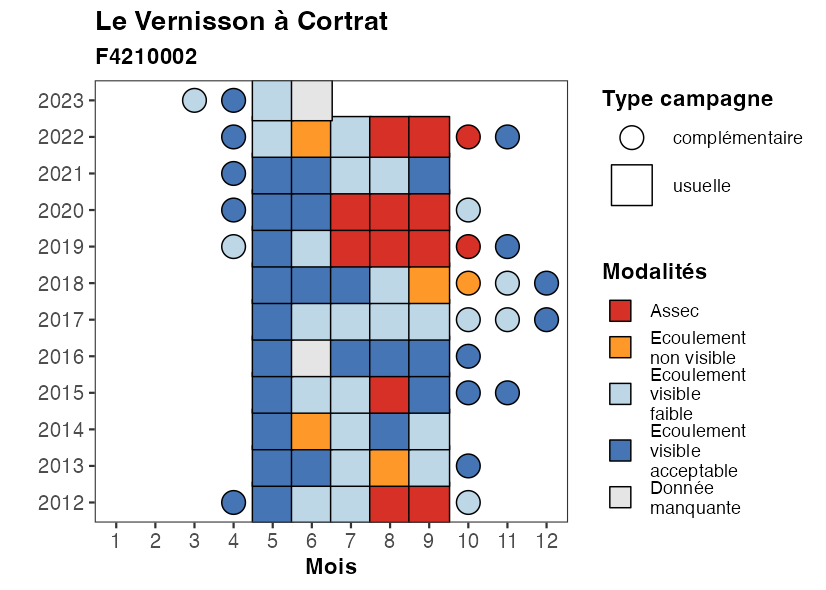 Le Vernisson à Cortrat
F4210002
2023
2022
2021
2020
2019
2018
2017
2016
2015
2014
2013
2012
1 2 3 4 5 6 7 8 9 10 11 12
Mois
Type campagne
complémentaire
usuelle
Modalités
Assec
Ecoulement
non visible
Ecoulement
visible
faible
Ecoulement
visible
acceptable
Donnée
manquante